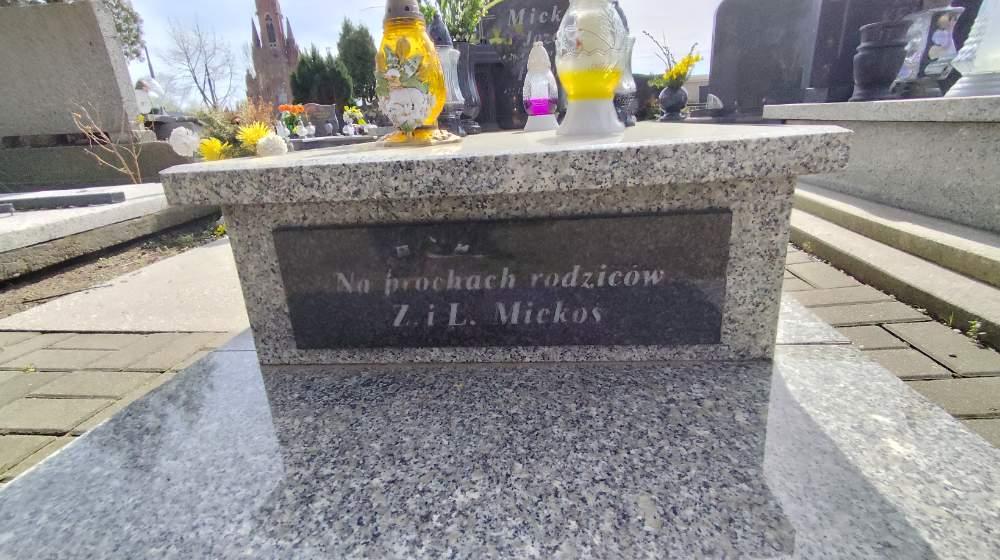 Na prochach rodziców
Z. i L. Mickos